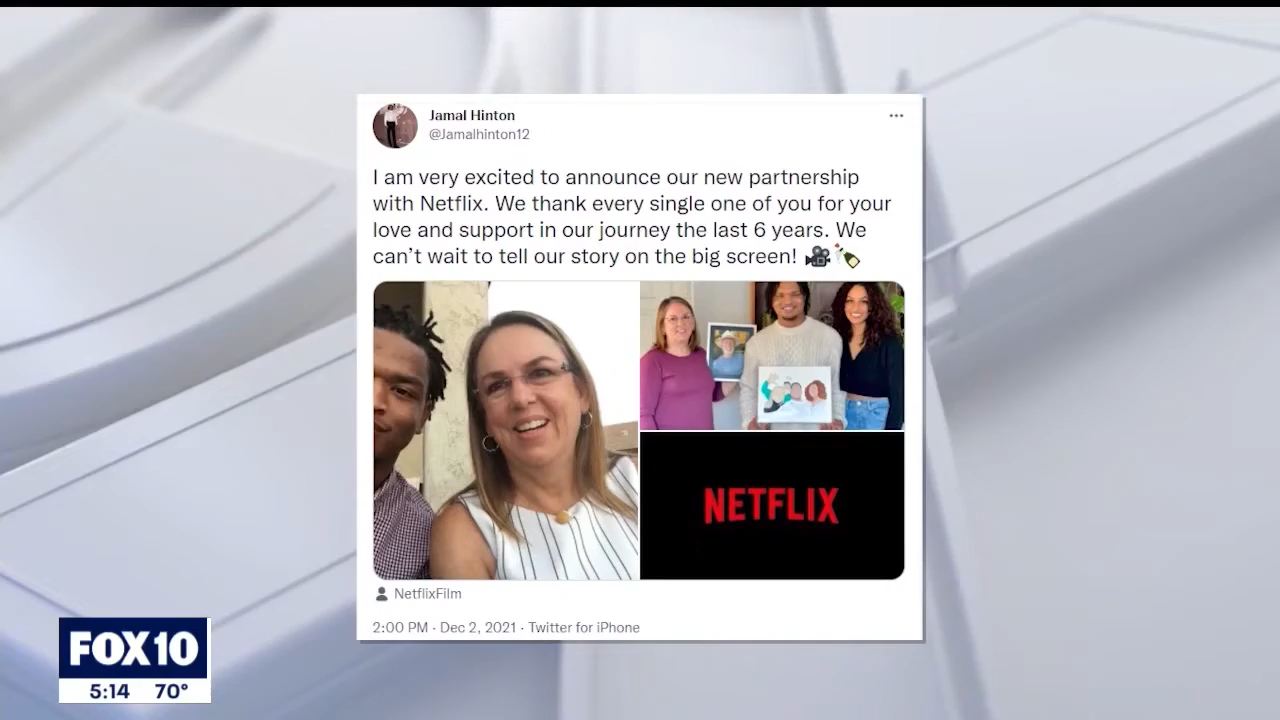 Jamal Hinton
@Jamalhinton12
I am very excited to announce our new partnership
with Netflix. We thank every single one of you for your
love and support in our journey the last 6 years. We
can’t wait to tell our story on the big screen! 🎥🍾
NETFLIX
NetflixFilm
2:00 PM · Dec 2, 2021 · Twitter for iPhone
FOX 10
5:14 70°